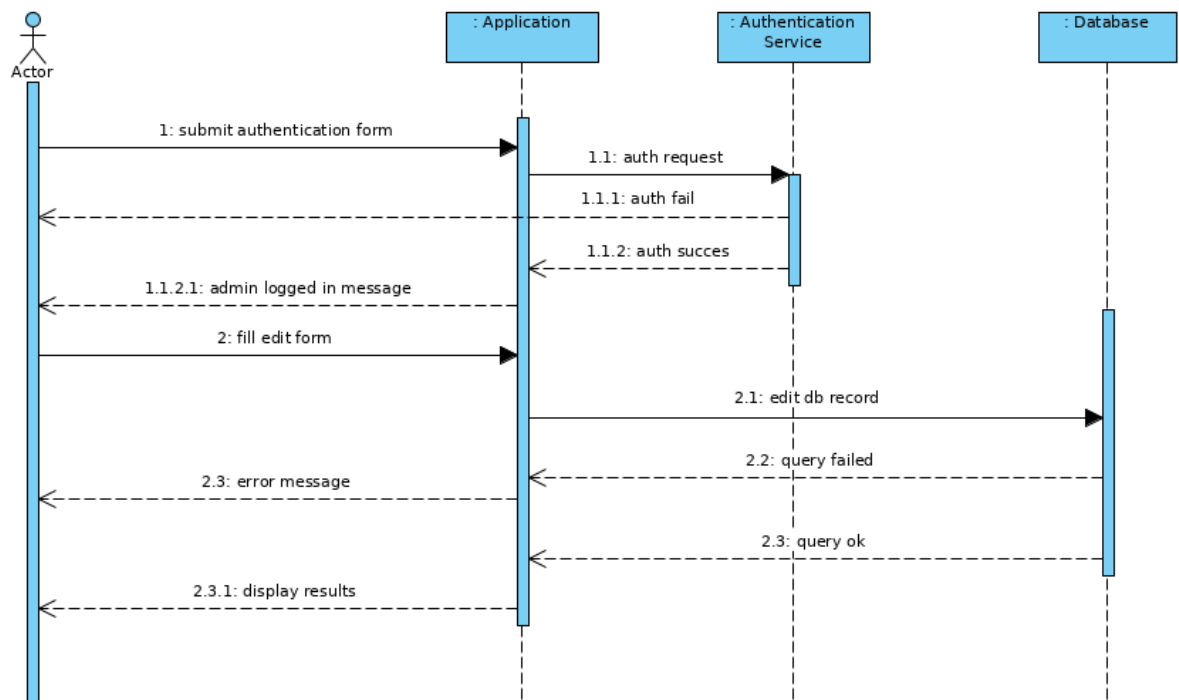 : Application
: Authentication
Service
: Database
Actor
1: submit authentication form
1.1: auth request
1.1.1: auth fail
1.1.2: auth succes
1.1.2.1: admin logged in message
2: fill edit form
2.1: edit db record
2.2: query failed
2.3: error message
2.3: query ok
2.3.1: display results